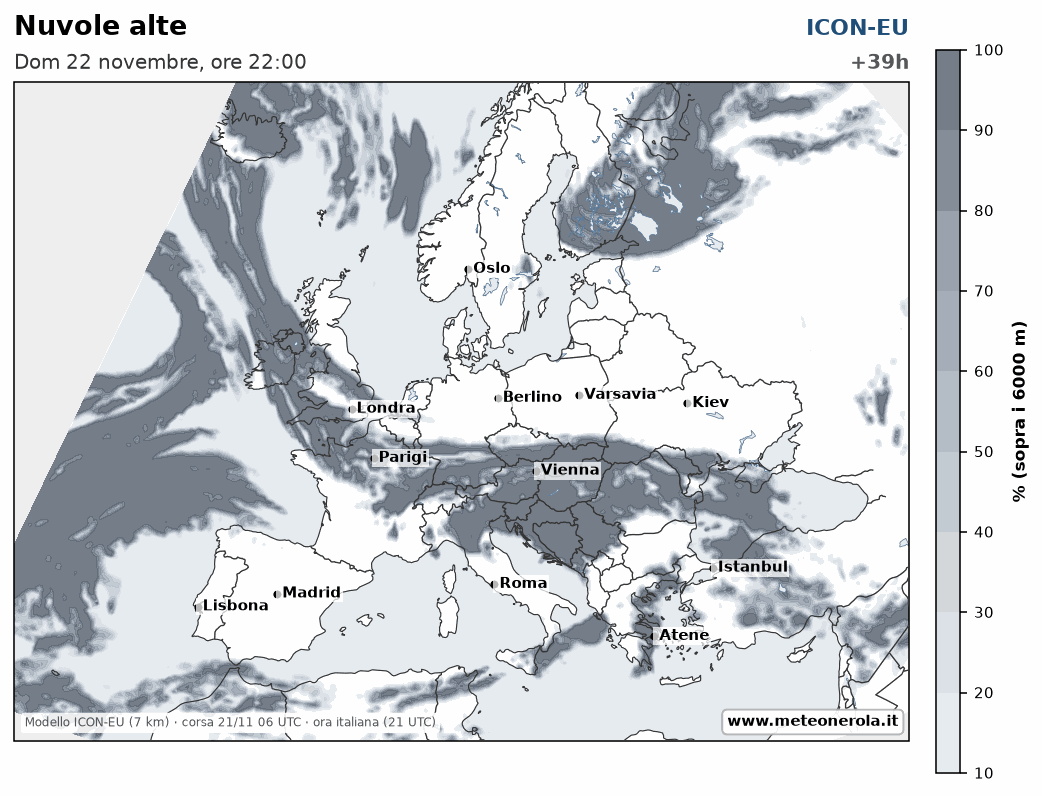 Nuvole alte
ICON-EU
Dom 22 novembre, ore 22:00
+39h
100
90
80
70
60
50
40
30
20
10
% (sopra i 6000 m)
Oslo
Berlino
Varsavia
Kiev
Londra
Parigi
Vienna
Istanbul
Roma
Madrid
Lisbona
Atene
Modello ICON-EU (7 km) · corsa 21/11 06 UTC · ora italiana (21 UTC)
www.meteonerola.it